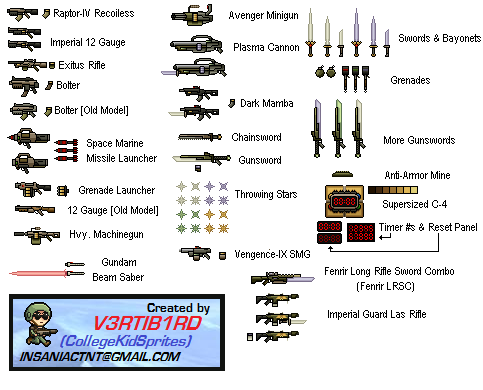 Raptor-IV Recoiless
Imperial 12 Gauge
Exitus Rifle
Bolter
Bolter [Old Model]
Space Marine
Missile Launcher
Grenade Launcher
12 Gauge [Old Model]
Hvy. Machinegun
Gundam
Beam Saber
Avenger Minigun
Plasma Cannon
Dark Mamba
Chainsword
Gunsword
Throwing Stars
Vengence-IX SMG
Swords & Bayonets
Grenades
More Gunswords
Anti-Armor Mine
Supersized C-4
Timer #s & Reset Panel
Fenrir Long Rifle Sword Combo
(Fenrir LRSC)
Imperial Guard Las Rifle
Created by
V3RTIB1RD
(CollegeKidSprites)
INSANIACTNT@GMAIL.COM